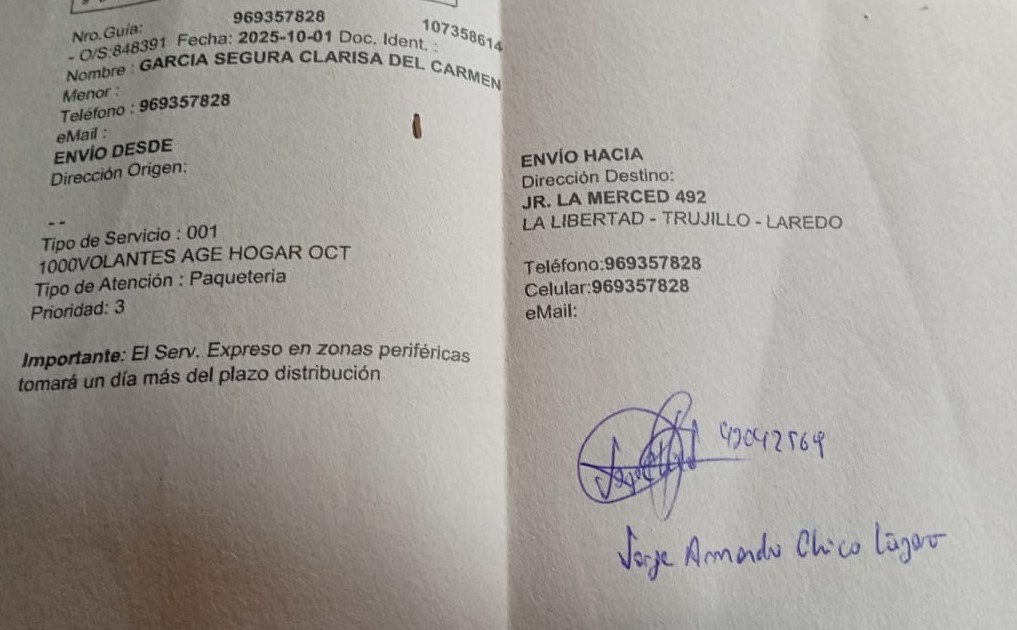 969357828
Nro.Guia:
107358614
- O/S:848391 Fecha: 2025-10-01 Doc. Ident. :
Nombre : GARCIA SEGURA CLARISA DEL CARMEN
Menor :
Teléfono : 969357828
eMail :
ENVÍO DESDE
Dirección Origen:
--
Tipo de Servicio : 001
1000VOLANTES AGE HOGAR OCT
Tipo de Atención : Paqueteria
Prioridad: 3
Importante: El Serv. Expreso en zonas periféricas
tomará un día más del plazo distribución
ENVÍO HACIA
Dirección Destino:
JR. LA MERCED 492
LA LIBERTAD - TRUJILLO - LAREDO
Teléfono:969357828
Celular:969357828
eMail:
Jorge Armando Chico